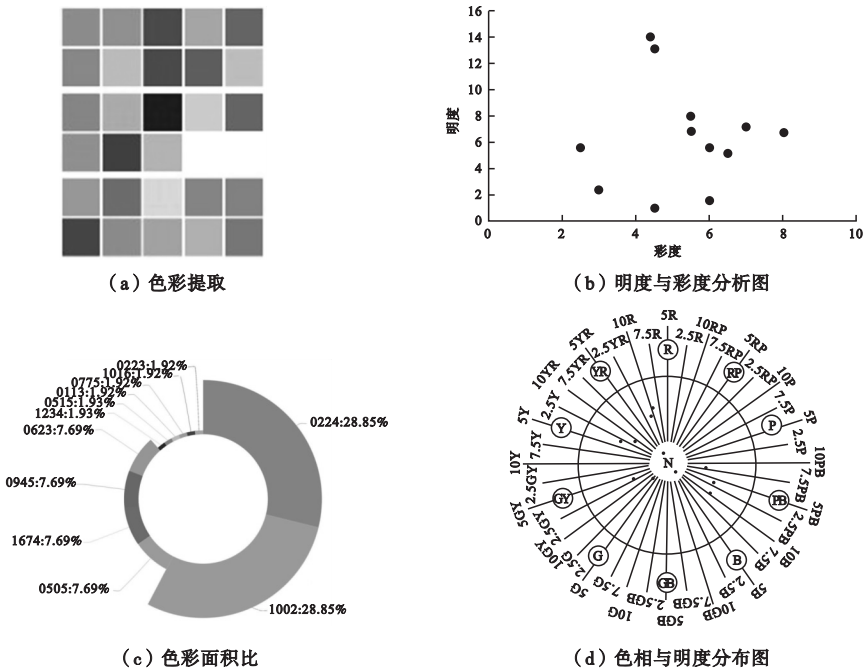 16
14
12
10
8
6
4
2
0
明度
0 2 4 6 8 10
彩度
(a)色彩提取
(b)明度与彩度分析图
0223:1.92%
1016:1.92%
0775:1.92%
0113:1.92%
0515:1.93%
1234:1.93%
0623:7.69%
0945:7.69%
1674:7.69%
0505:7.69%
0224:28.85%
1002:28.85%
5R
2.5R
10RP
7.5RP
5RP
2.5RP
10P
7.5P
5P
2.5P
10PB
7.5PB
5PB
2.5PB
10B
7.5B
5B
2.5B
10GB
7.5GB
5GB
2.5GB
10G
7.5G
5G
2.5G
10GY
2.5GY
5GY
2.5GY
10Y
7.5Y
5Y
2.5Y
10YR
7.5YR
5YR
2.5YR
10R
7.5R
R
RP
P
PB
B
GB
G
GY
Y
YR
N
(c)色彩面积比
(d)色相与明度分布图